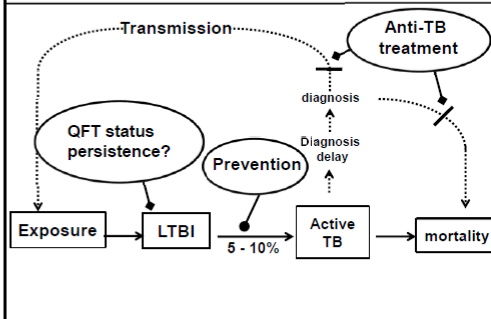 Transmission
Anti-TB
treatment
diagnosis
QFT status
persistence?
Diagnosis
delay
Prevention
Exposure
LTBI
5 - 10%
Active
TB
mortality